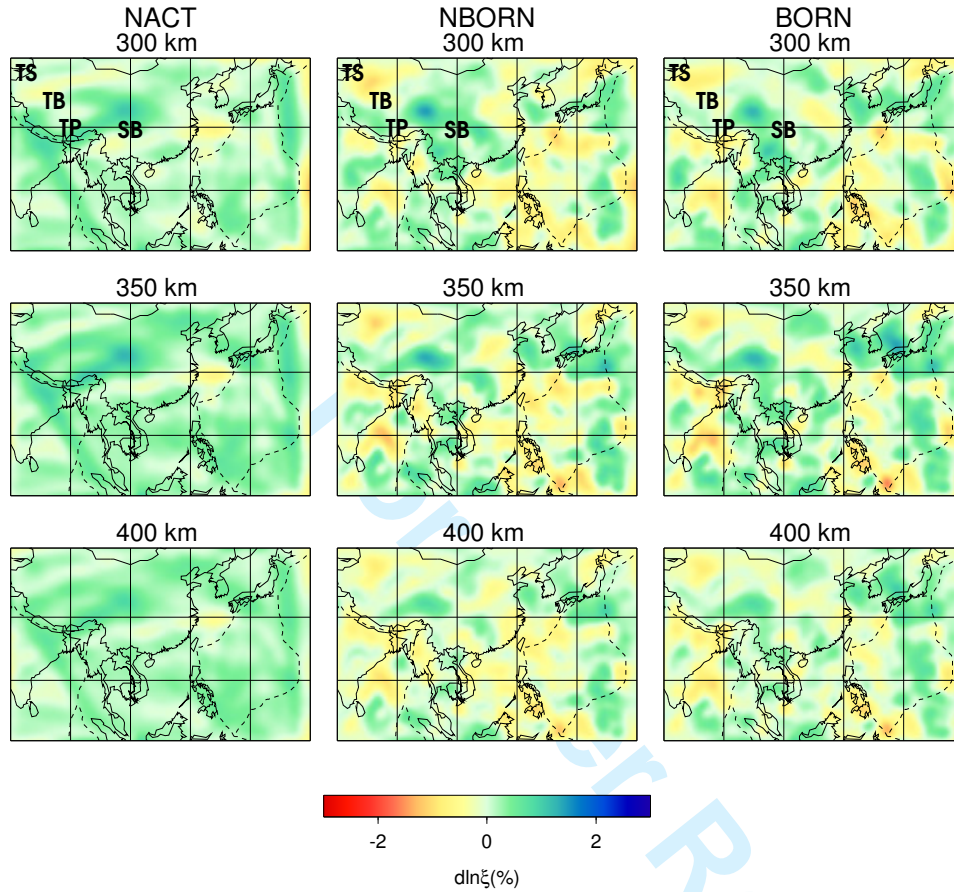 NACT NBORN BORN
300 km 300 km 300 km
TS TS TS
TB TB TB
TP SB TP SB TP SB
350 km 350 km 350 km
400 km 400 km 400 km
-2 0 2
dlnξ(%)